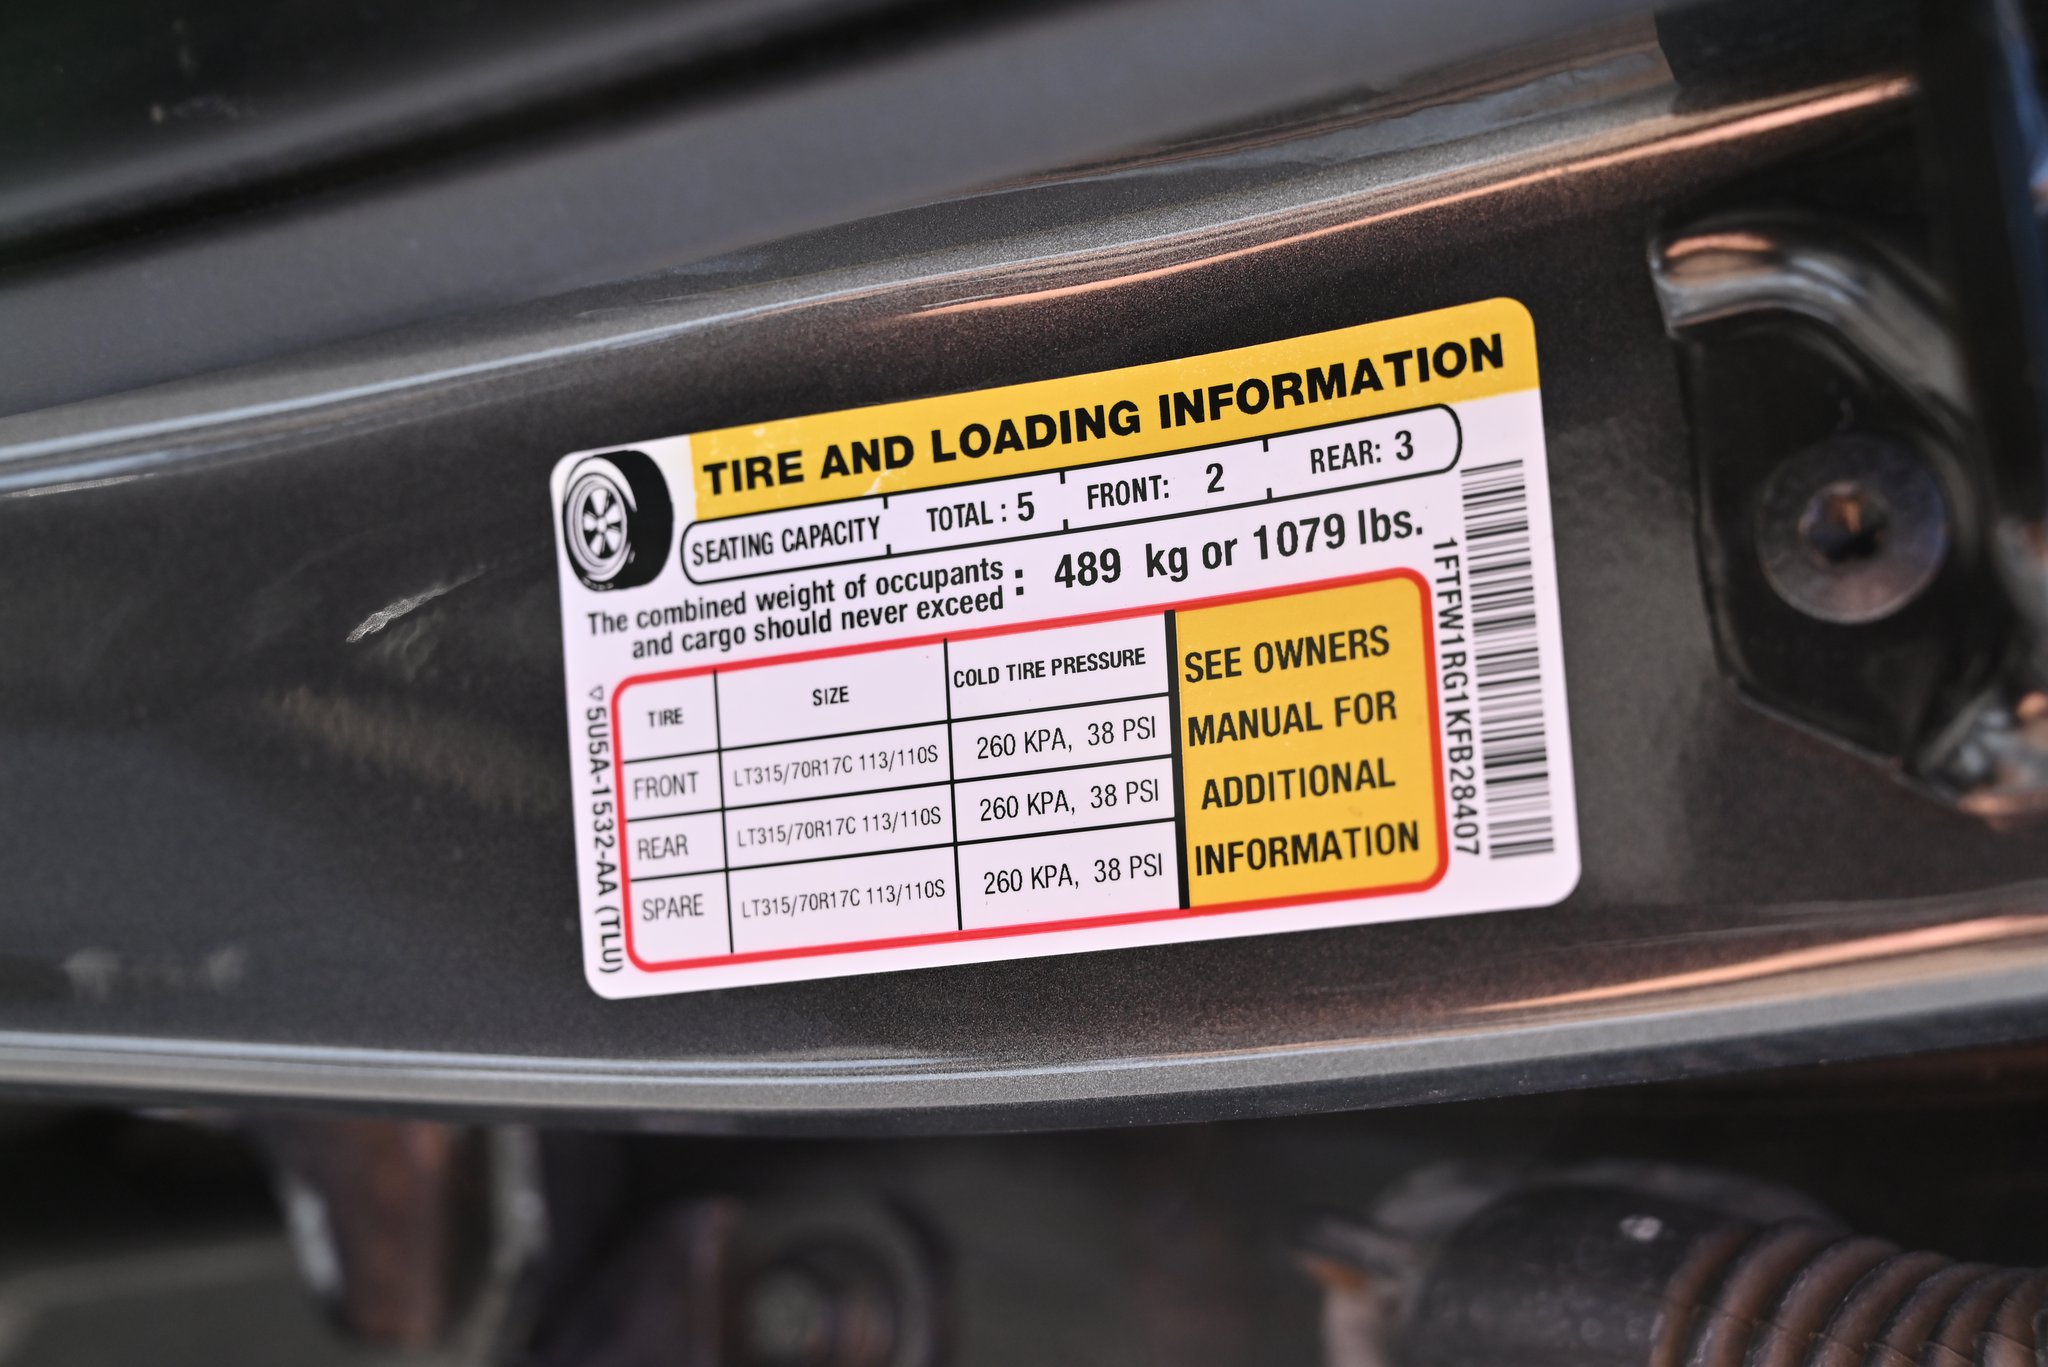 TIRE AND LOADING INFORMATION
SEATING CAPACITY TOTAL : 5 FRONT: 2 REAR: 3
The combined weight of occupants
and cargo should never exceed : 489 kg or 1079 lbs.
TIRE SIZE COLD TIRE PRESSURE
FRONT LT315/70R17C 113/110S 260 KPA, 38 PSI
REAR LT315/70R17C 113/110S 260 KPA, 38 PSI
SPARE LT315/70R17C 113/110S 260 KPA, 38 PSI
SEE OWNERS
MANUAL FOR
ADDITIONAL
INFORMATION
1FTFW1RG1KFB28407
▽5U5A-1532-AA (TLU)